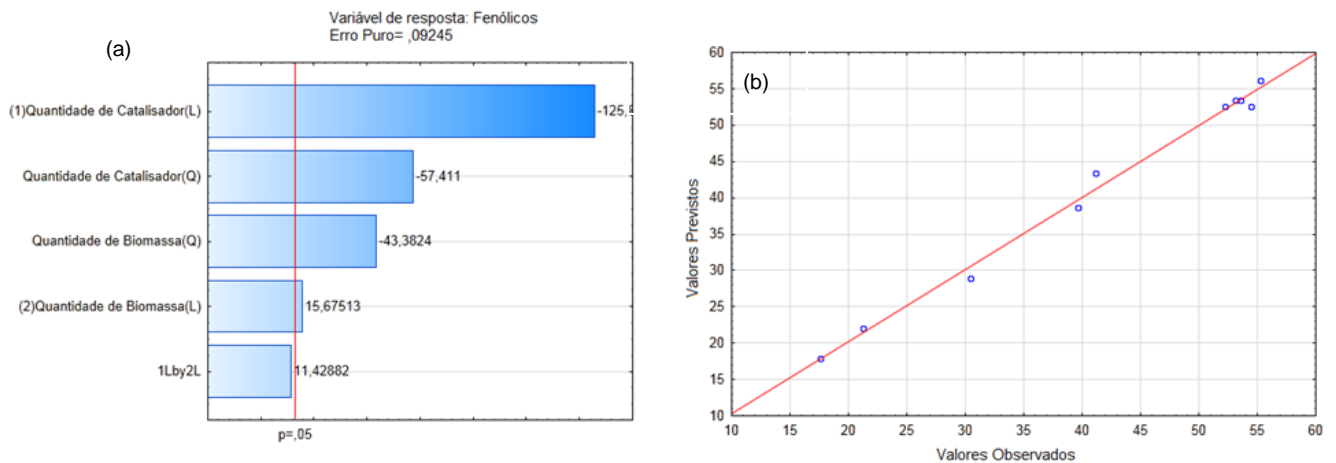 Variável de resposta: Fenólicos
Erro Puro= ,09245
(a)
(1)Quantidade de Catalisador(L)
-125,
Quantidade de Catalisador(Q)
-57,411
Quantidade de Biomassa(Q)
-43,3824
(2)Quantidade de Biomassa(L)
15,67513
1Lby2L
11,42882
p=,05
(b)
60
55
50
45
40
35
30
25
20
15
10
Valores Previstos
10 15 20 25 30 35 40 45 50 55 60
Valores Observados